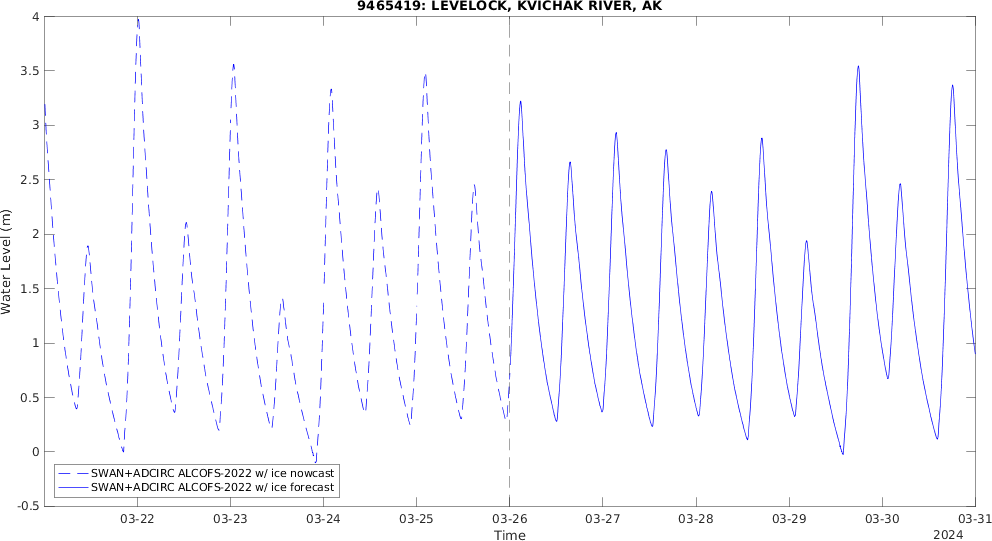 9465419: LEVELOCK, KVICHAK RIVER, AK
Water Level (m)
4
3.5
3
2.5
2
1.5
1
0.5
0
-0.5
SWAN+ADCIRC ALCOFS-2022 w/ ice nowcast
SWAN+ADCIRC ALCOFS-2022 w/ ice forecast
03-22 03-23 03-24 03-25 03-26 03-27 03-28 03-29 03-30 03-31
Time
2024